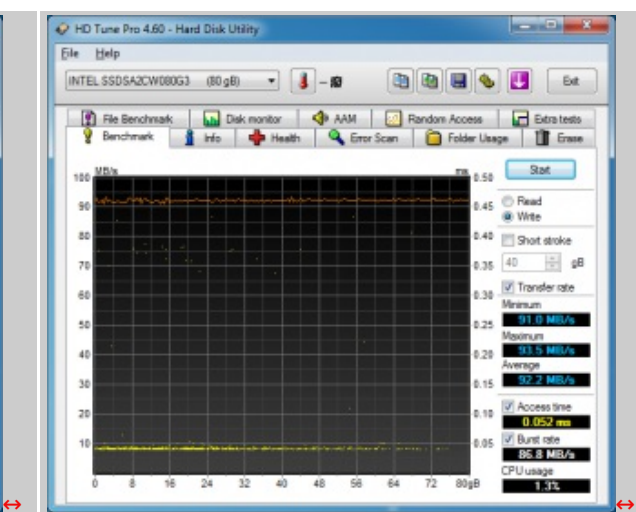 HD Tune Pro 4.60 - Hard Disk Utility
File Help
INTEL SSDSA2CW080G3 (80 gB)
Exit
File Benchmark Disk monitor AAM Random Access Extra tests
Benchmark Info Health Error Scan Folder Usage Erase
MB/s ms
Start
100 0.50
90 0.45
80 0.40
70 0.35
60 0.30
50 0.25
40 0.20
30 0.15
20 0.10
10 0.05
0 8 16 24 32 40 48 56 64 72 80gB
Read
Write
Short stroke
40 gB
Transfer rate
Minimum
91.0 MB/s
Maximum
93.5 MB/s
Average
92.2 MB/s
Access time
0.052 ms
Burst rate
86.8 MB/s
CPU usage
1.3%